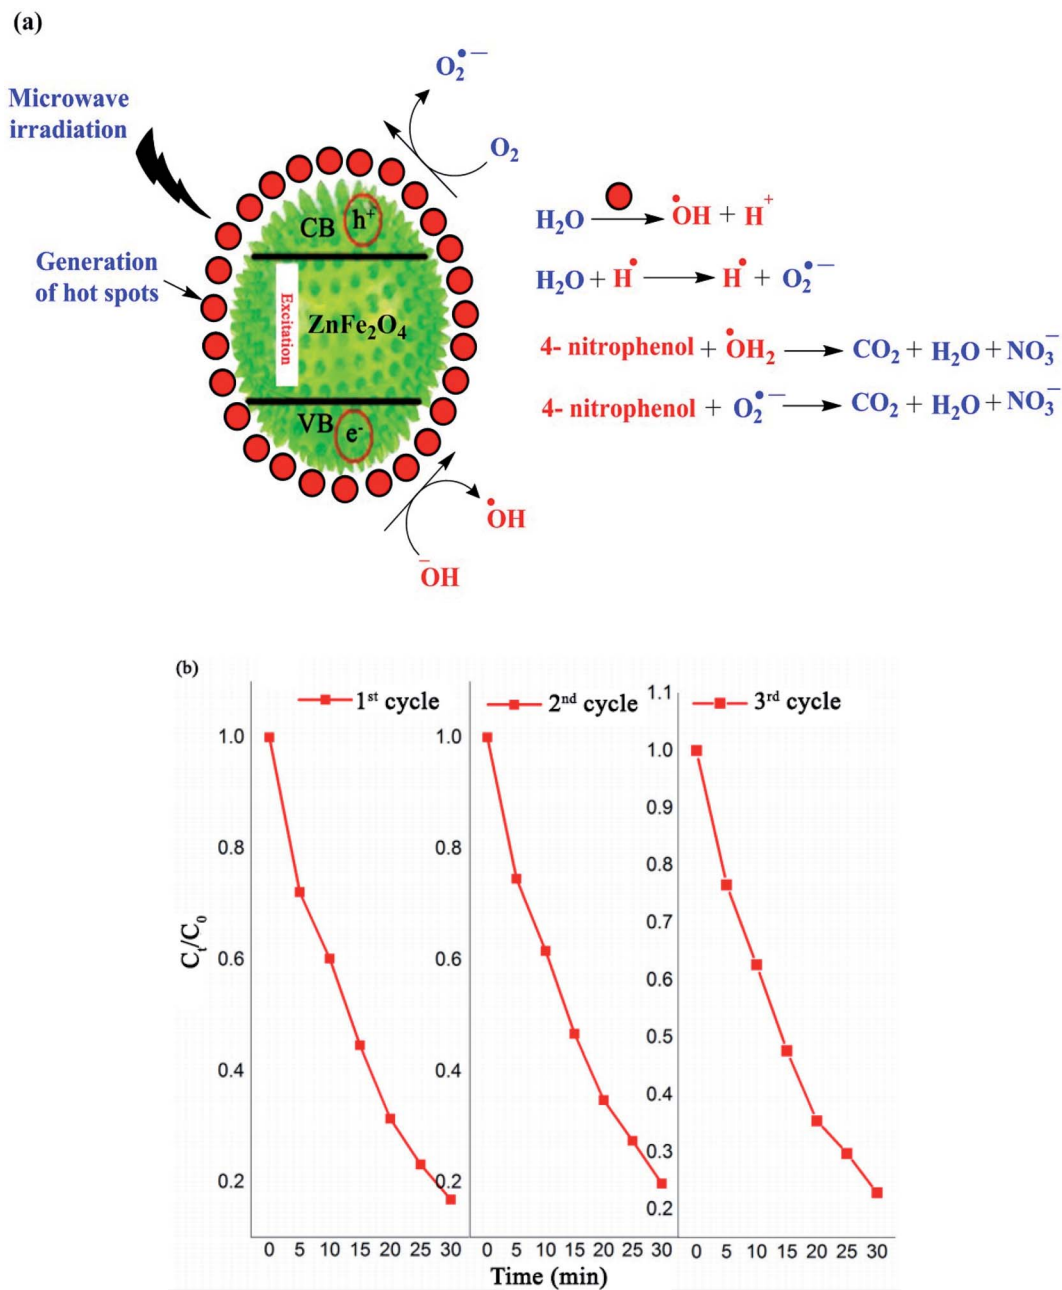 (a)
O₂•⁻
Microwave
irradiation
O₂
CB h⁺
H₂O → •OH + H⁺
Generation
of hot spots
H₂O + H• → H• + O₂•⁻
Excitation
ZnFe₂O₄
4- nitrophenol + •OH₂ → CO₂ + H₂O + NO₃⁻
4- nitrophenol + O₂•⁻ → CO₂ + H₂O + NO₃⁻
VB e⁻
•OH
⁻OH
(b)
1st cycle
2nd cycle
3rd cycle
Cₜ/C₀
1.0
0.8
0.6
0.4
0.2
1.0
0.8
0.6
0.4
0.2
1.1
1.0
0.9
0.8
0.7
0.6
0.5
0.4
0.3
0.2
0 5 10 15 20 25 30
0 5 10 15 20 25 30
0 5 10 15 20 25 30
Time (min)